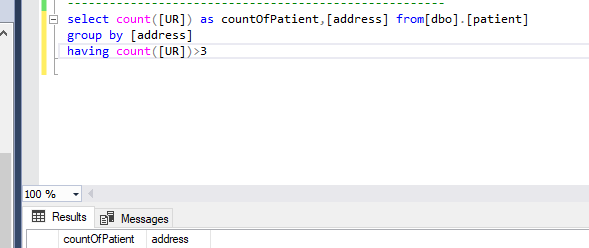 select count([UR]) as countOfPatient,[address] from[dbo].[patient]
group by [address]
having count([UR])>3
100 %
Results Messages
countOfPatient address